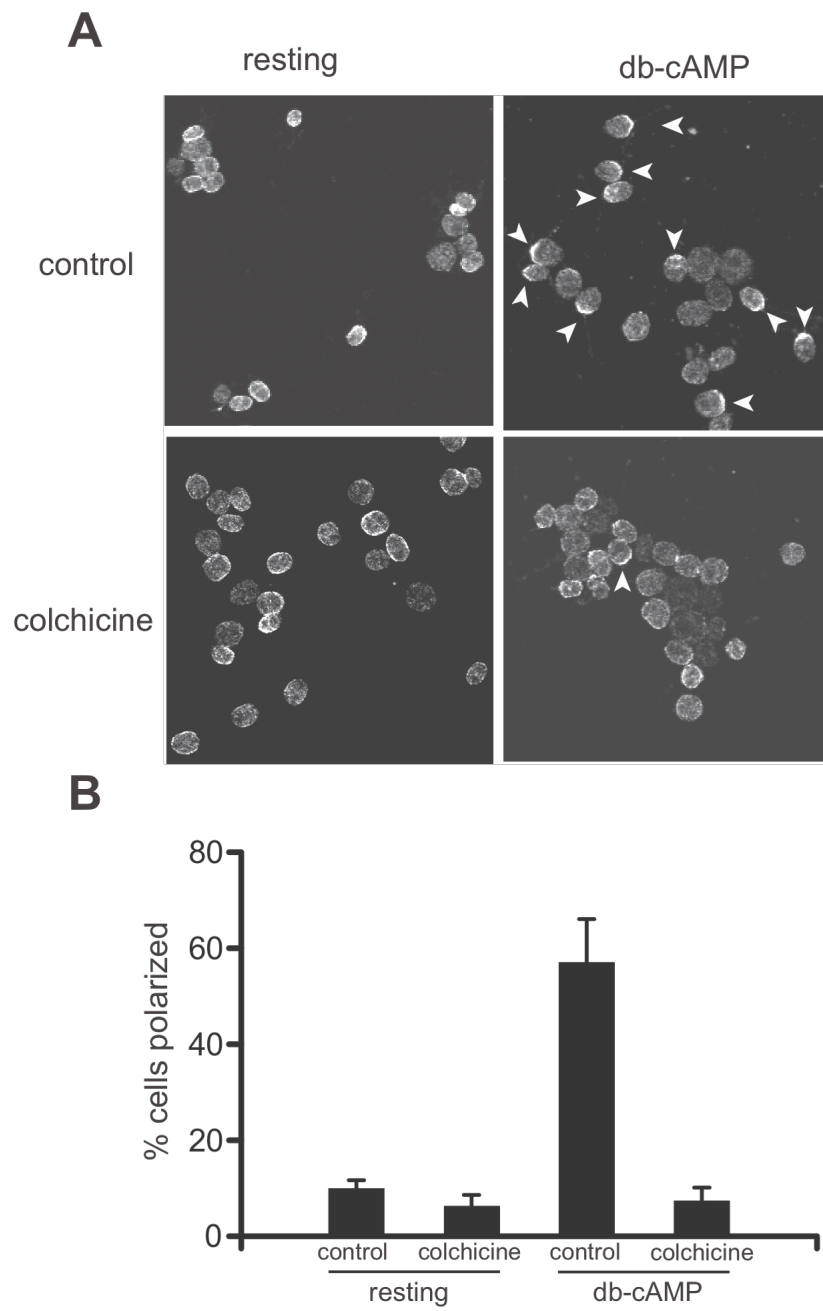 A
resting
db-cAMP
control
colchicine
B
% cells polarized
80
60
40
20
0
control colchicine control colchicine
resting db-cAMP